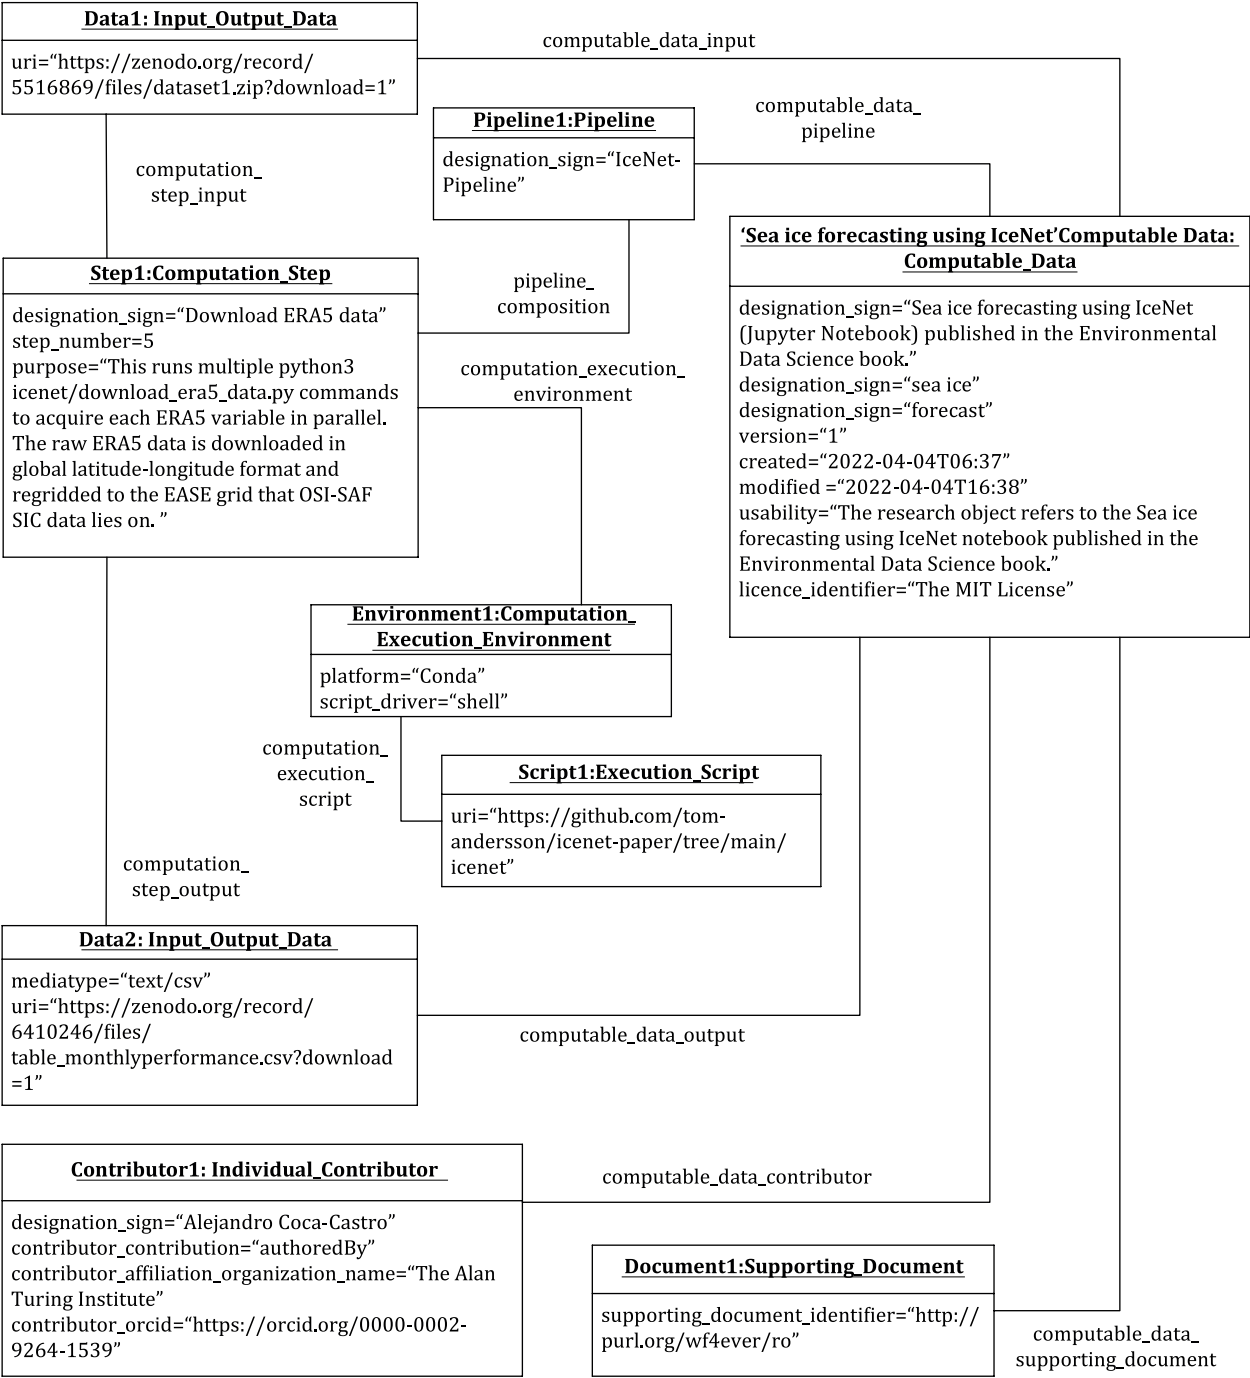 Data1: Input_Output_Data
uri=“https://zenodo.org/record/
5516869/files/dataset1.zip?download=1”
computable_data_input
computation_
step_input
Pipeline1:Pipeline
designation_sign=“IceNet-
Pipeline”
computable_data_
pipeline
‘Sea ice forecasting using IceNet’Computable Data:
Computable_Data
designation_sign=“Sea ice forecasting using IceNet
(Jupyter Notebook) published in the Environmental
Data Science book.”
designation_sign=“sea ice”
designation_sign=“forecast”
version=“1”
created=“2022-04-04T06:37”
modified =“2022-04-04T16:38”
usability=“The research object refers to the Sea ice
forecasting using IceNet notebook published in the
Environmental Data Science book.”
licence_identifier=“The MIT License”
Step1:Computation_Step
designation_sign=“Download ERA5 data”
step_number=5
purpose=“This runs multiple python3
icenet/download_era5_data.py commands
to acquire each ERA5 variable in parallel.
The raw ERA5 data is downloaded in
global latitude-longitude format and
regridded to the EASE grid that OSI-SAF
SIC data lies on. ”
pipeline_
composition
computation_execution_
environment
Environment1:Computation_
Execution_Environment
platform=“Conda”
script_driver=“shell”
computation_
execution_
script
Script1:Execution_Script
uri=“https://github.com/tom-
andersson/icenet-paper/tree/main/
icenet”
computation_
step_output
Data2: Input_Output_Data
mediatype=“text/csv”
uri=“https://zenodo.org/record/
6410246/files/
table_monthlyperformance.csv?download
=1”
computable_data_output
Contributor1: Individual_Contributor
designation_sign=“Alejandro Coca-Castro”
contributor_contribution=“authoredBy”
contributor_affiliation_organization_name=“The Alan
Turing Institute”
contributor_orcid=“https://orcid.org/0000-0002-
9264-1539”
computable_data_contributor
Document1:Supporting_Document
supporting_document_identifier=“http://
purl.org/wf4ever/ro”
computable_data_
supporting_document